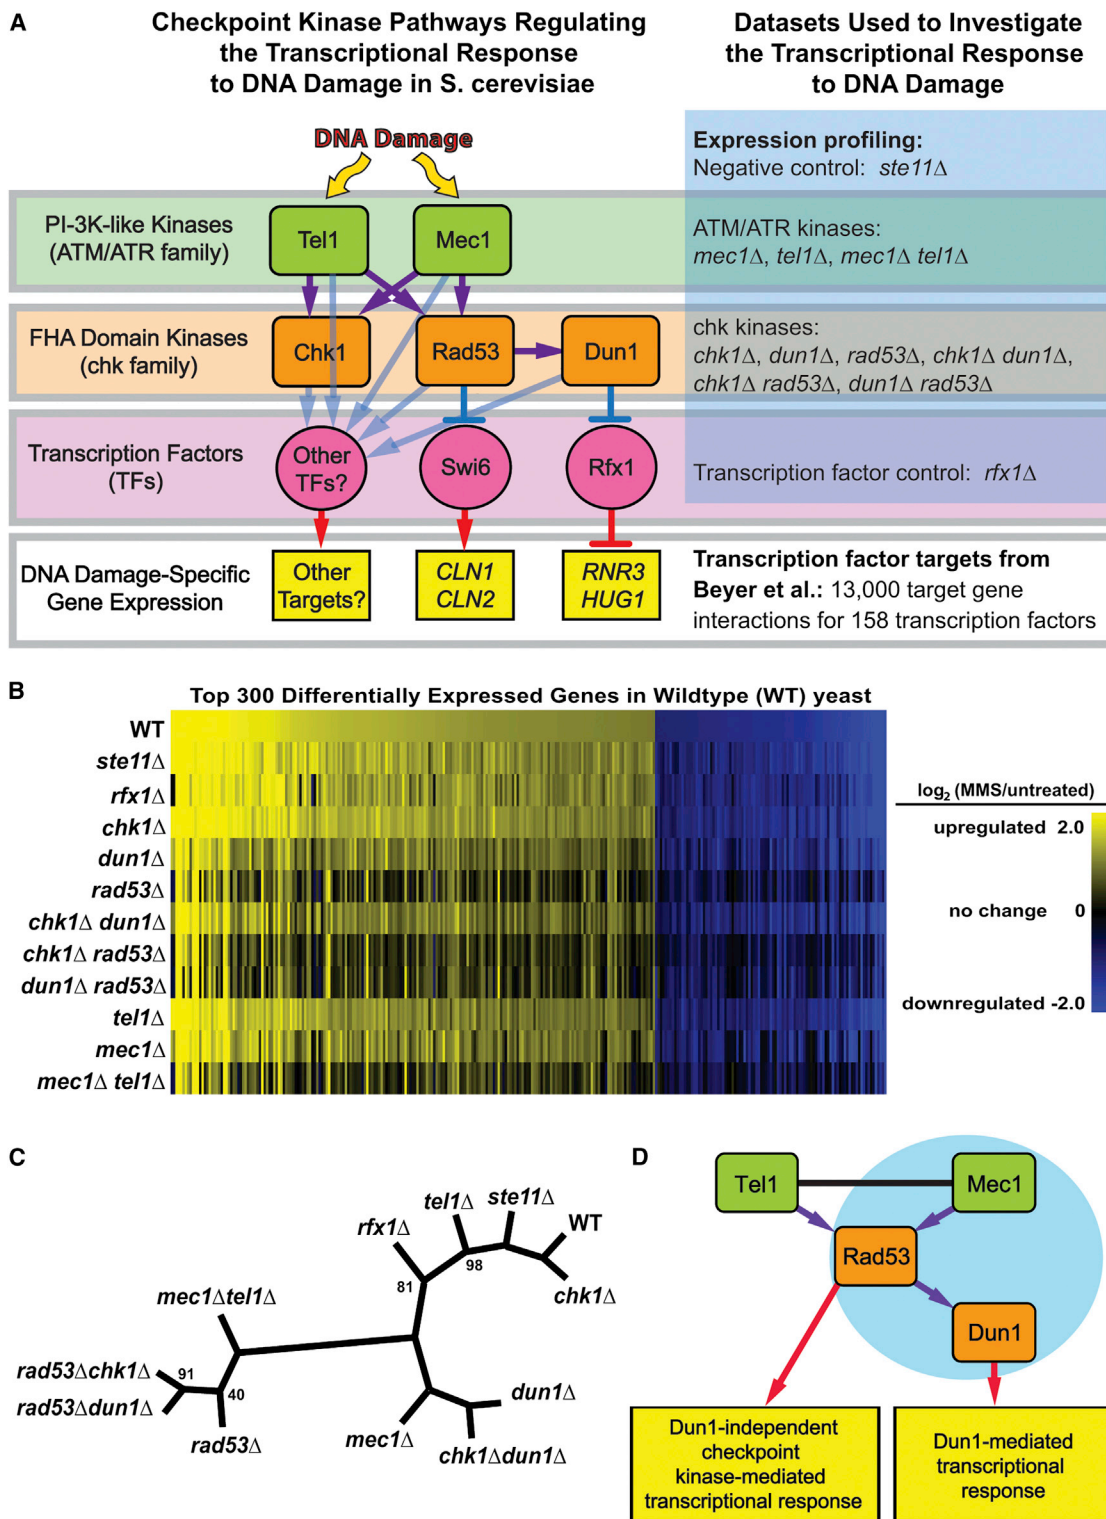 A
Checkpoint Kinase Pathways Regulating
the Transcriptional Response
to DNA Damage in S. cerevisiae
Datasets Used to Investigate
the Transcriptional Response
to DNA Damage
DNA Damage
Expression profiling:
Negative control: ste11Δ
PI-3K-like Kinases
(ATM/ATR family)
Tel1
Mec1
ATM/ATR kinases:
mec1Δ, tel1Δ, mec1Δ tel1Δ
FHA Domain Kinases
(chk family)
Chk1
Rad53
Dun1
chk kinases:
chk1Δ, dun1Δ, rad53Δ, chk1Δ dun1Δ,
chk1Δ rad53Δ, dun1Δ rad53Δ
Transcription Factors
(TFs)
Other
TFs?
Swi6
Rfx1
Transcription factor control: rfx1Δ
DNA Damage-Specific
Gene Expression
Other
Targets?
CLN1
CLN2
RNR3
HUG1
Transcription factor targets from
Beyer et al.: 13,000 target gene
interactions for 158 transcription factors
B
Top 300 Differentially Expressed Genes in Wildtype (WT) yeast
WT
ste11Δ
rfx1Δ
chk1Δ
dun1Δ
rad53Δ
chk1Δ dun1Δ
chk1Δ rad53Δ
dun1Δ rad53Δ
tel1Δ
mec1Δ
mec1Δ tel1Δ
log2 (MMS/untreated)
upregulated 2.0
no change 0
downregulated -2.0
C
tel1Δ
ste11Δ
WT
rfx1Δ
98
81
chk1Δ
mec1Δtel1Δ
rad53Δchk1Δ
91
40
rad53Δdun1Δ
rad53Δ
dun1Δ
mec1Δ
chk1Δdun1Δ
D
Tel1
Mec1
Rad53
Dun1
Dun1-independent
checkpoint
kinase-mediated
transcriptional response
Dun1-mediated
transcriptional
response